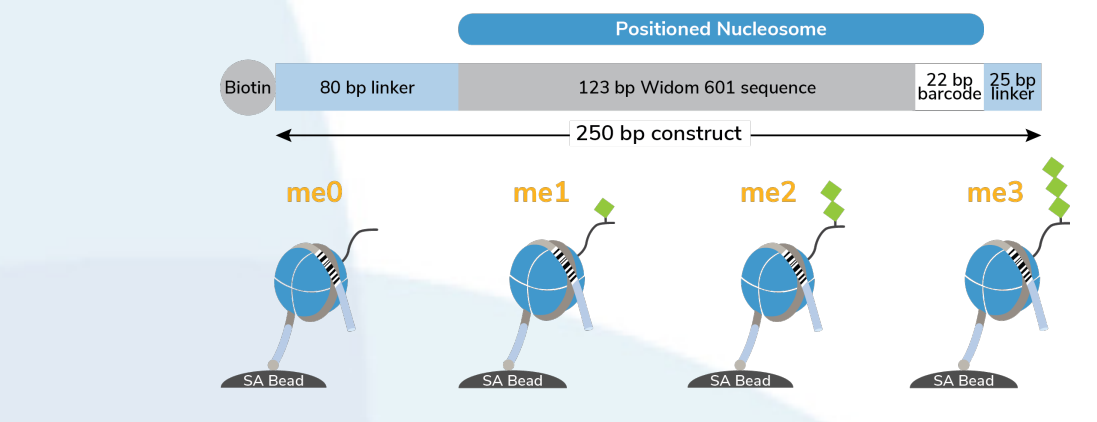 Positioned Nucleosome
Biotin
80 bp linker
123 bp Widom 601 sequence
22 bp
barcode
25 bp
linker
250 bp construct
me0
me1
me2
me3
SA Bead
SA Bead
SA Bead
SA Bead